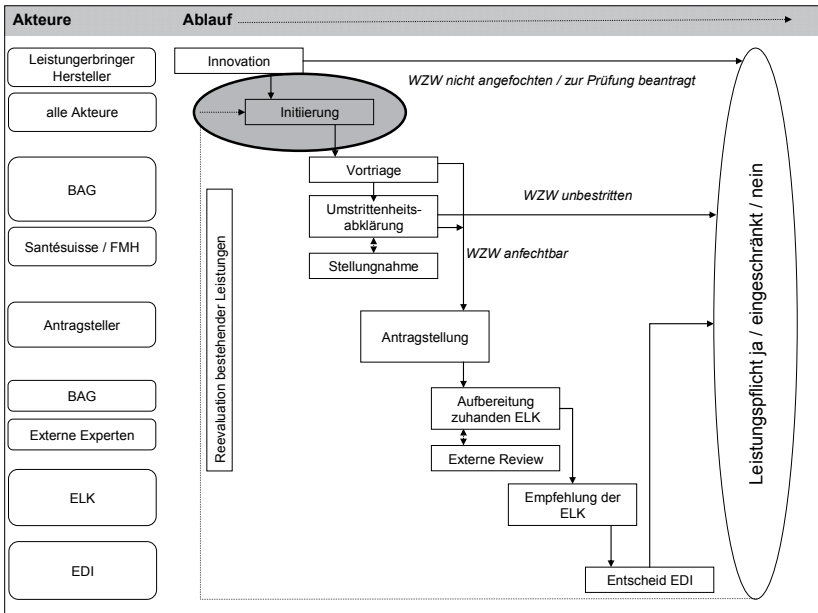 Akteure
Ablauf
Leistungerbringer
Hersteller
Innovation
WZW nicht angefochten / zur Prüfung beantragt
alle Akteure
Initiierung
BAG
Vortriage
Umstrittenheits-
abklärung
WZW unbestritten
Santésuisse / FMH
Stellungnahme
WZW anfechtbar
Reevaluation bestehender Leistungen
Antragsteller
Antragstellung
BAG
Aufbereitung
zuhanden ELK
Externe Experten
Externe Review
ELK
Empfehlung der
ELK
EDI
Entscheid EDI
Leistungspflicht ja / eingeschränkt / nein